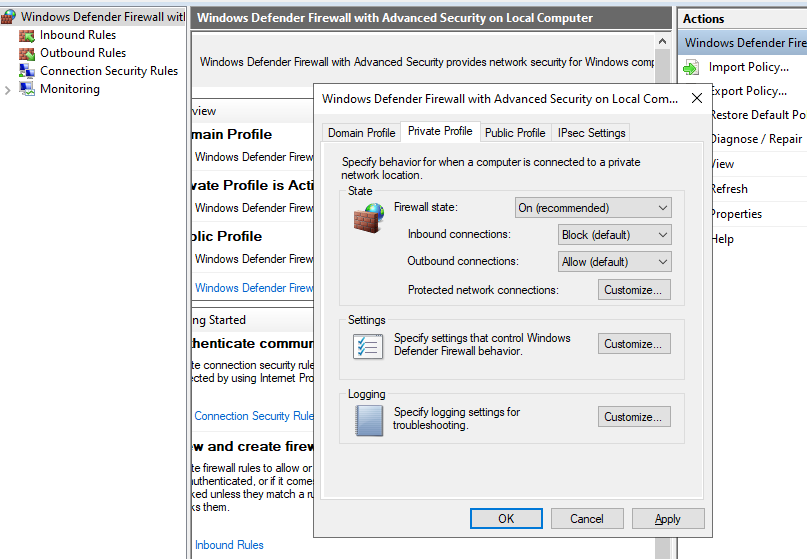 Windows Defender Firewall with
Inbound Rules
Outbound Rules
Connection Security Rules
Monitoring
Windows Defender Firewall with Advanced Security on Local Computer
Windows Defender Firewall with Advanced Security provides network security for Windows comp
view
main Profile
Windows Defender Firew
vate Profile is Acti
Windows Defender Firew
blic Profile
Windows Defender Firew
Windows Defender Firew
ng Started
thenticate commur
te connection security rule
ected by using Internet Pro
Connection Security Rule
w and create firew
te firewall rules to allow or
uthenticated, or if it comes
ked unless they match a ru
ks them.
Inbound Rules
Windows Defender Firewall with Advanced Security on Local Com...
Domain Profile
Private Profile
Public Profile
IPsec Settings
Specify behavior for when a computer is connected to a private
network location.
State
Firewall state:
On (recommended)
Inbound connections:
Block (default)
Outbound connections:
Allow (default)
Protected network connections:
Customize...
Settings
Specify settings that control Windows
Defender Firewall behavior.
Customize...
Logging
Specify logging settings for
troubleshooting.
Customize...
OK
Cancel
Apply
Actions
Windows Defender Fire
Import Policy...
Export Policy...
Restore Default Po
Diagnose / Repair
View
Refresh
Properties
Help